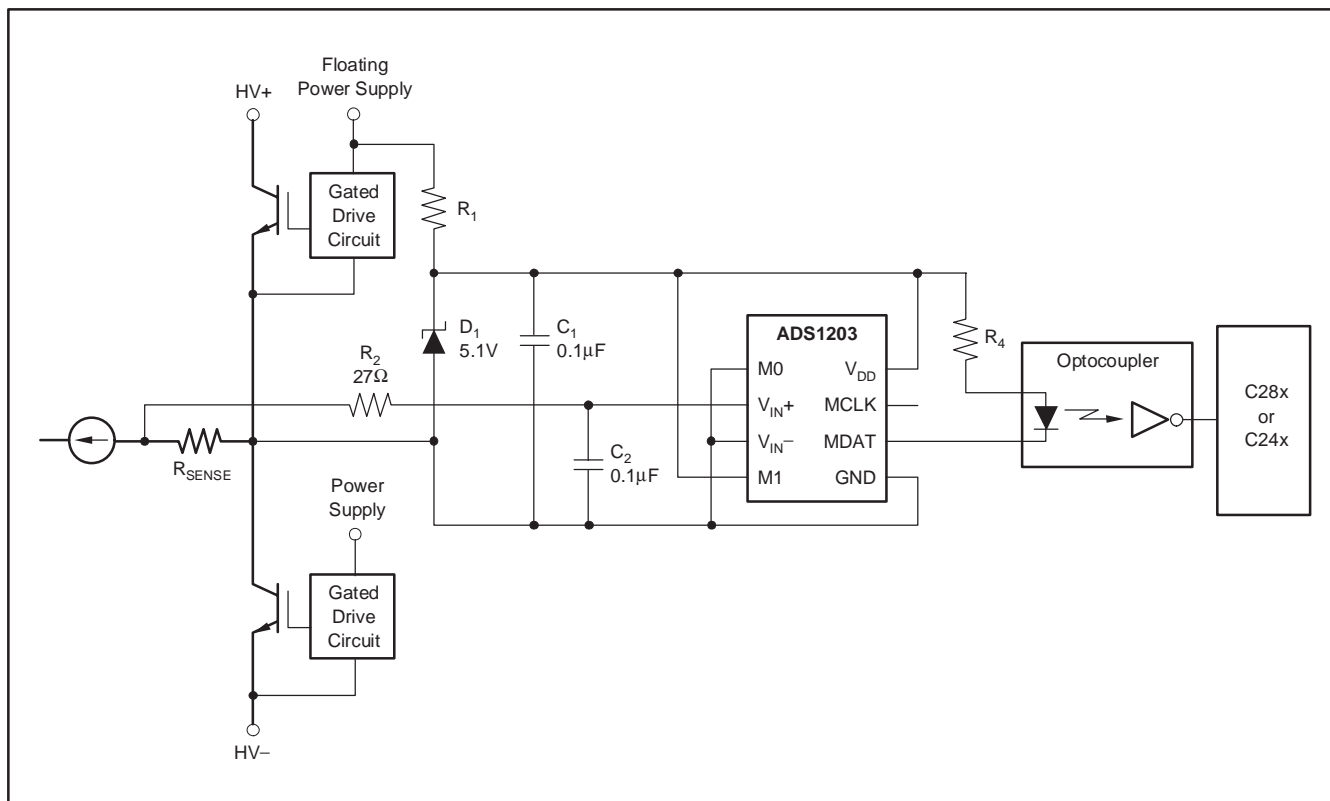 Floating
Power Supply
HV+
Gated
Drive
Circuit
R1
D1
5.1V
C1
0.1µF
R2
27Ω
RSENSE
C2
0.1µF
ADS1203
M0
VDD
VIN+
MCLK
VIN−
MDAT
M1
GND
R4
Optocoupler
C28x
or
C24x
Power
Supply
Gated
Drive
Circuit
HV−